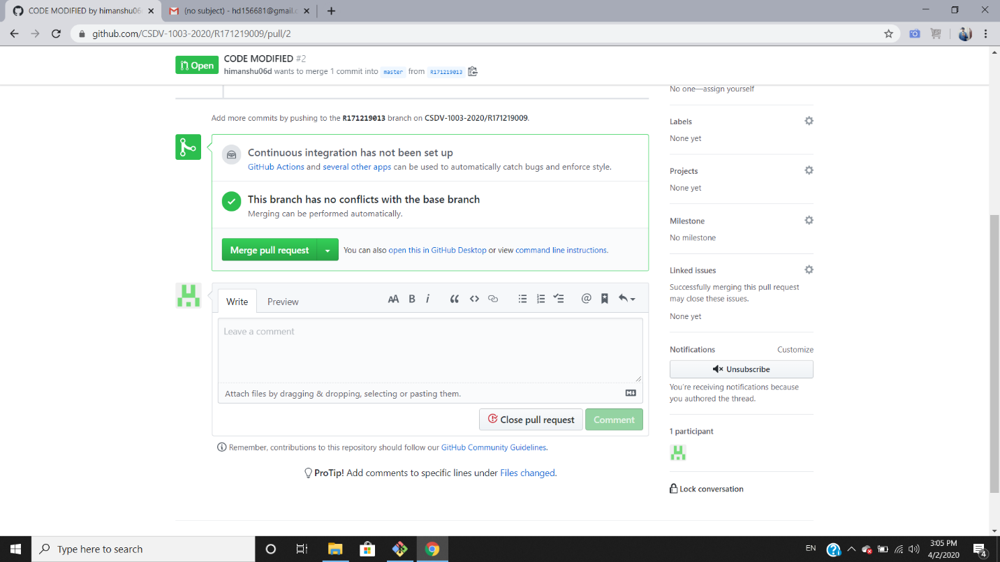 CODE MODIFIED by himanshu06
(no subject) - hd156681@gmail.c
github.com/CSDV-1003-2020/R171219009/pull/2
Open
CODE MODIFIED #2
himanshu06d wants to merge 1 commit into master from R171219013
No one—assign yourself
Add more commits by pushing to the R171219013 branch on CSDV-1003-2020/R171219009.
Continuous integration has not been set up
GitHub Actions and several other apps can be used to automatically catch bugs and enforce style.
This branch has no conflicts with the base branch
Merging can be performed automatically.
Merge pull request
You can also open this in GitHub Desktop or view command line instructions.
Write
Preview
AA B i
Leave a comment
Attach files by dragging & dropping, selecting or pasting them.
Close pull request
Comment
Remember, contributions to this repository should follow our GitHub Community Guidelines.
ProTip! Add comments to specific lines under Files changed.
Labels
None yet
Projects
None yet
Milestone
No milestone
Linked issues
Successfully merging this pull request
may close these issues.
None yet
Notifications
Customize
Unsubscribe
You're receiving notifications because
you authored the thread.
1 participant
Lock conversation
Type here to search
EN
3:05 PM
4/2/2020
4